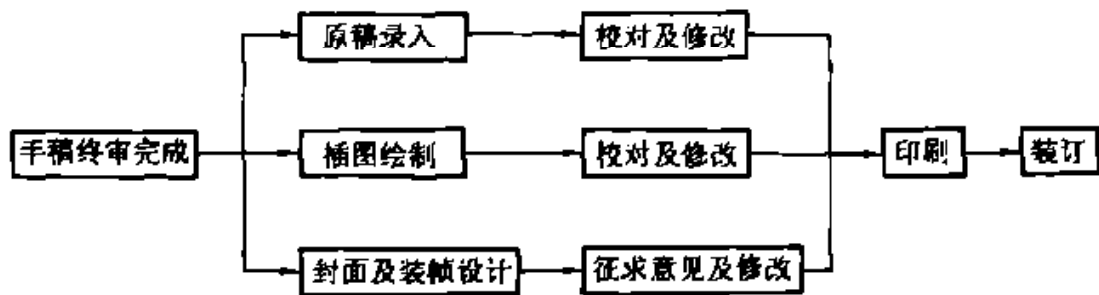 原稿录入
校对及修改
手稿终审完成
插图绘制
校对及修改
印刷
装订
封面及装帧设计
征求意见及修改